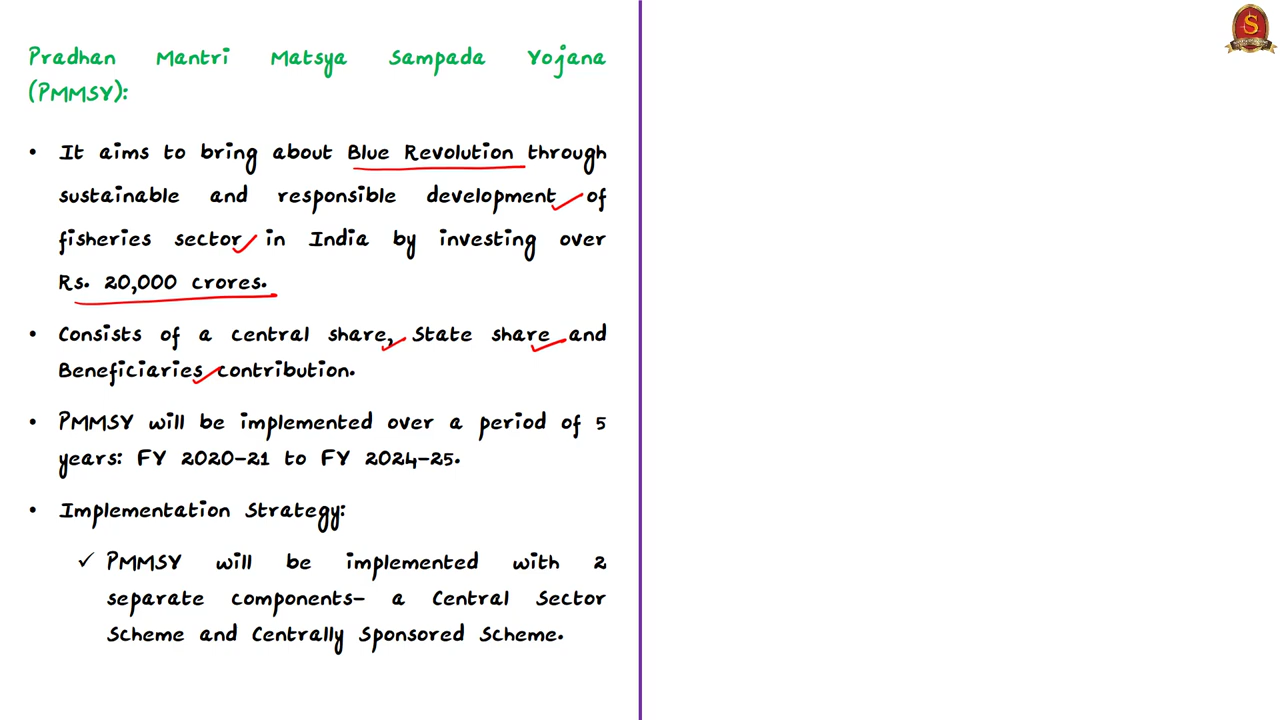 Pradhan Mantri Matsya Sampada Yojana
(PMMSY):
• It aims to bring about Blue Revolution through
sustainable and responsible development of
fisheries sector in India by investing over
Rs. 20,000 crores.
• Consists of a central share, State share and
Beneficiaries contribution.
• PMMSY will be implemented over a period of 5
years: FY 2020-21 to FY 2024-25.
• Implementation Strategy:
✓ PMMSY will be implemented with 2
separate components- a Central Sector
Scheme and Centrally Sponsored Scheme.
S